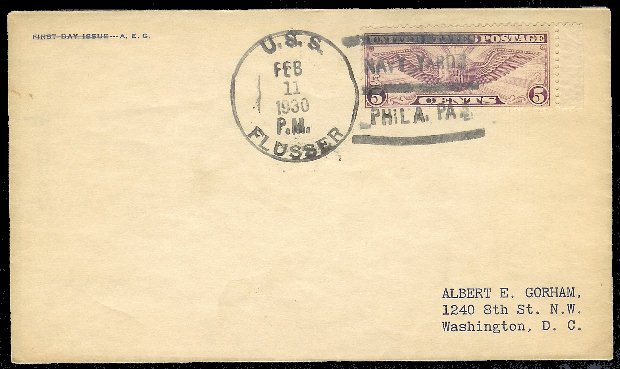 FIRST DAY ISSUE---A. E. G.
U.S.S.
FEB
11
1930
P.M.
FLUSSER
UNITED STATES POSTAGE
NAVY YARD
5 CENTS 5
PHILA. PA.
ALBERT E. GORHAM,
1240 8th St. N.W.
Washington, D. C.